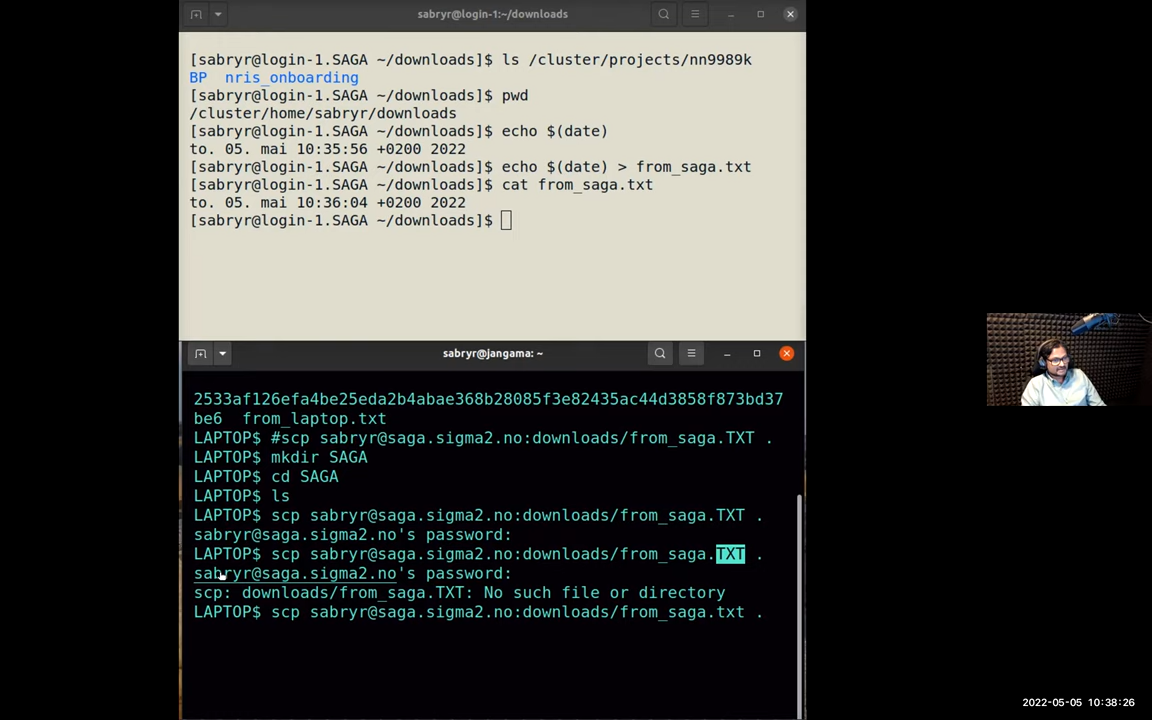 sabryr@login-1:~/downloads
[sabryr@login-1.SAGA ~/downloads]$ ls /cluster/projects/nn9989k
BP  nris_onboarding
[sabryr@login-1.SAGA ~/downloads]$ pwd
/cluster/home/sabryr/downloads
[sabryr@login-1.SAGA ~/downloads]$ echo $(date)
to. 05. mai 10:35:56 +0200 2022
[sabryr@login-1.SAGA ~/downloads]$ echo $(date) > from_saga.txt
[sabryr@login-1.SAGA ~/downloads]$ cat from_saga.txt
to. 05. mai 10:36:04 +0200 2022
[sabryr@login-1.SAGA ~/downloads]$
sabryr@jangama: ~
2533af126efa4be25eda2b4abae368b28085f3e82435ac44d3858f873bd37
be6  from_laptop.txt
LAPTOP$ #scp sabryr@saga.sigma2.no:downloads/from_saga.TXT .
LAPTOP$ mkdir SAGA
LAPTOP$ cd SAGA
LAPTOP$ ls
LAPTOP$ scp sabryr@saga.sigma2.no:downloads/from_saga.TXT .
sabryr@saga.sigma2.no's password:
LAPTOP$ scp sabryr@saga.sigma2.no:downloads/from_saga.TXT .
sabryr@saga.sigma2.no's password:
scp: downloads/from_saga.TXT: No such file or directory
LAPTOP$ scp sabryr@saga.sigma2.no:downloads/from_saga.txt .
2022-05-05 10:38:26